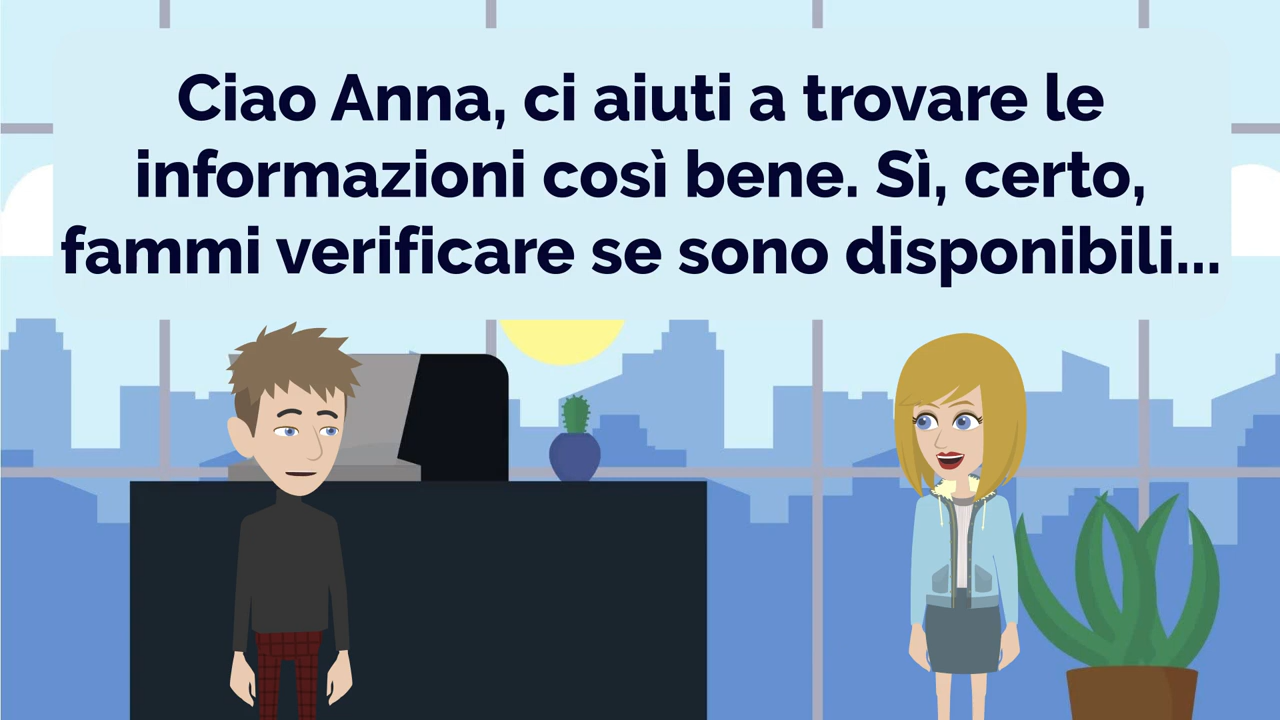 Ciao Anna, ci aiuti a trovare le
informazioni così bene. Sì, certo,
fammi verificare se sono disponibili...